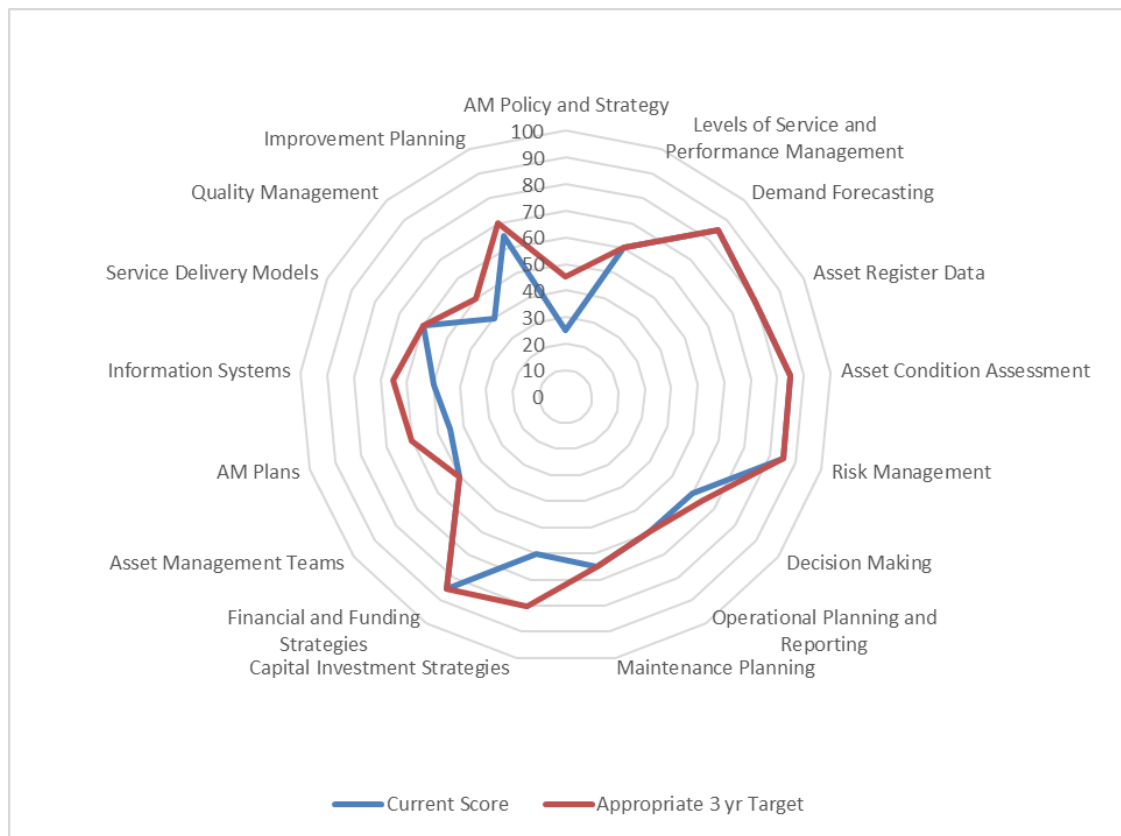 AM Policy and Strategy
Levels of Service and
Performance Management
Demand Forecasting
Asset Register Data
Asset Condition Assessment
Risk Management
Decision Making
Operational Planning and
Reporting
Maintenance Planning
Capital Investment Strategies
Financial and Funding
Strategies
Asset Management Teams
AM Plans
Information Systems
Service Delivery Models
Quality Management
Improvement Planning
100
90
80
70
60
50
40
30
20
10
0
Current Score
Appropriate 3 yr Target